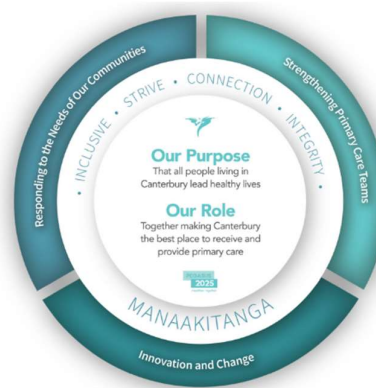 Responding to the Needs of Our Communities
Strengthening Primary Care Teams
• INCLUSIVE • STRIVE • CONNECTION • INTEGRITY •
Our Purpose
That all people living in
Canterbury lead healthy lives
Our Role
Together making Canterbury
the best place to receive and
provide primary care
2025
MANAAKITANGA
Innovation and Change